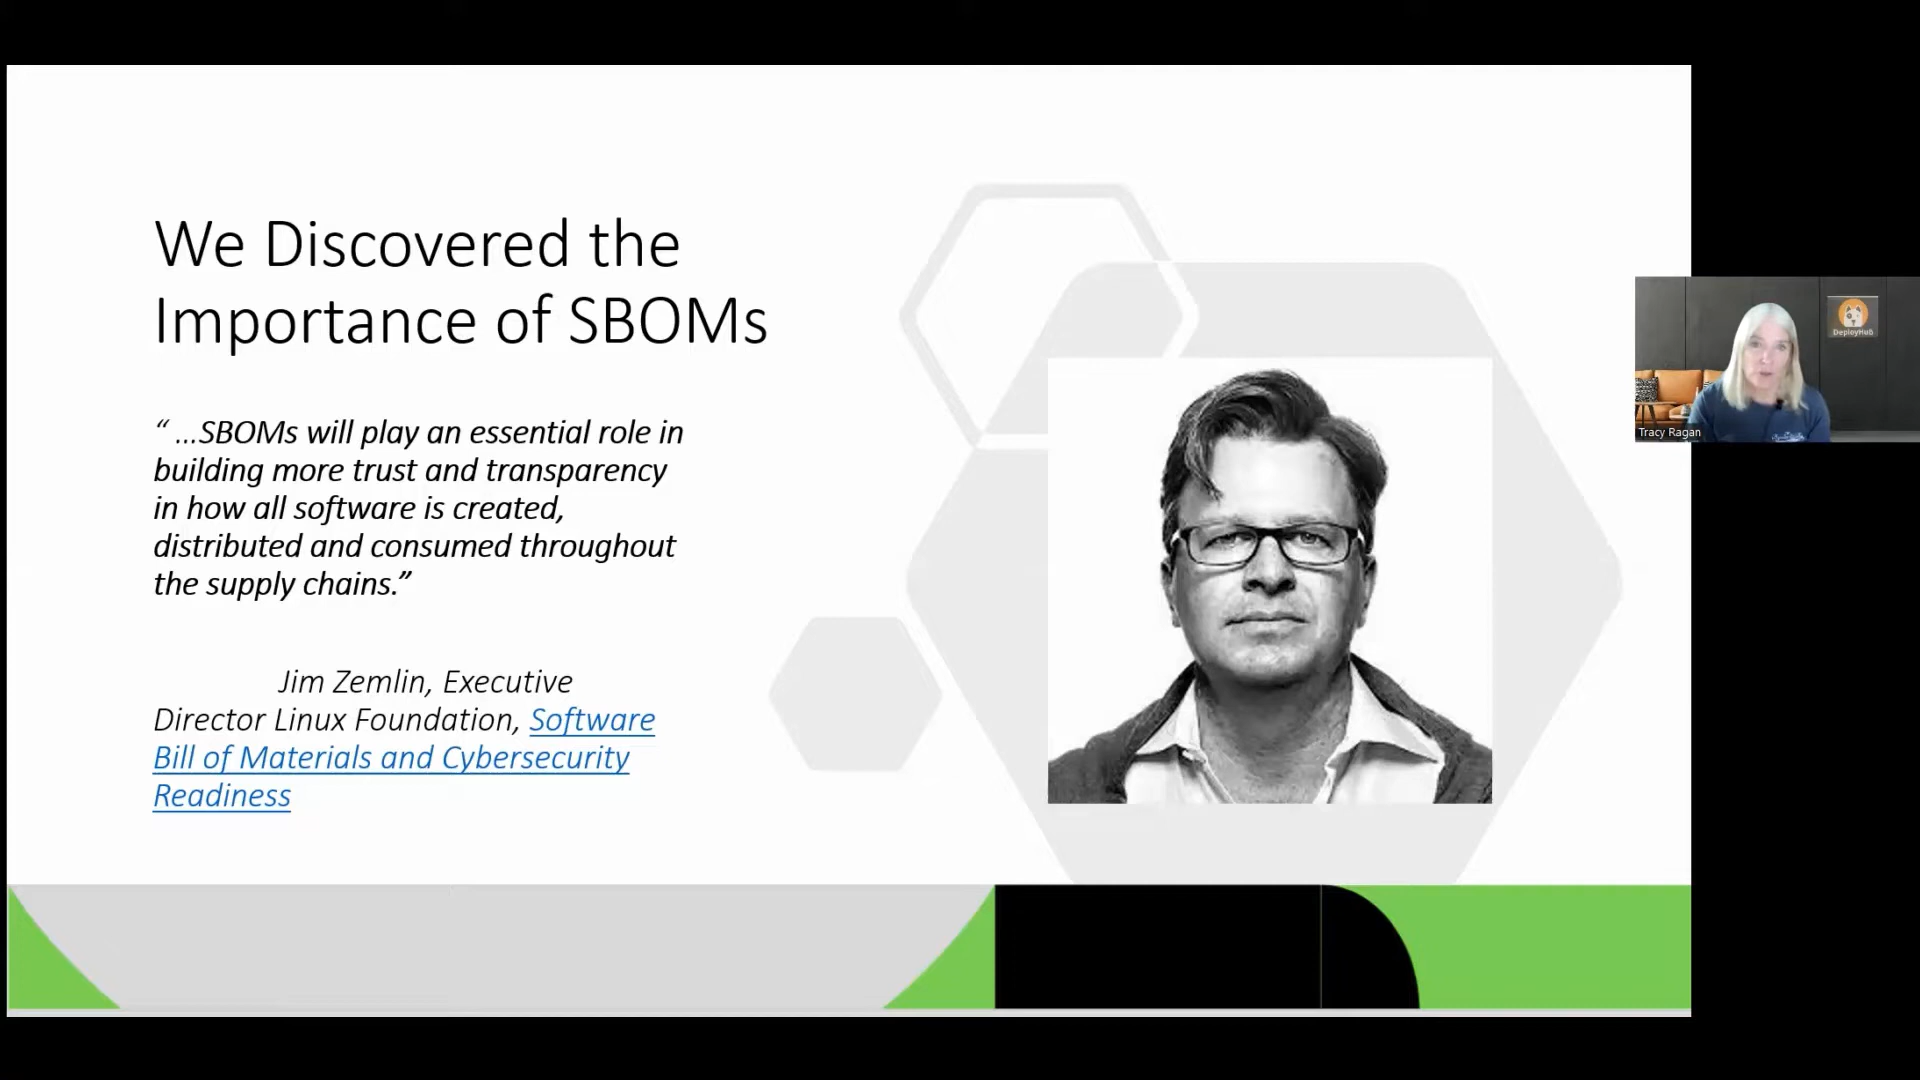 We Discovered the
Importance of SBOMs
“ …SBOMs will play an essential role in
building more trust and transparency
in how all software is created,
distributed and consumed throughout
the supply chains.”
Jim Zemlin, Executive
Director Linux Foundation, Software
Bill of Materials and Cybersecurity
Readiness
DeployHub
Tracy Ragan